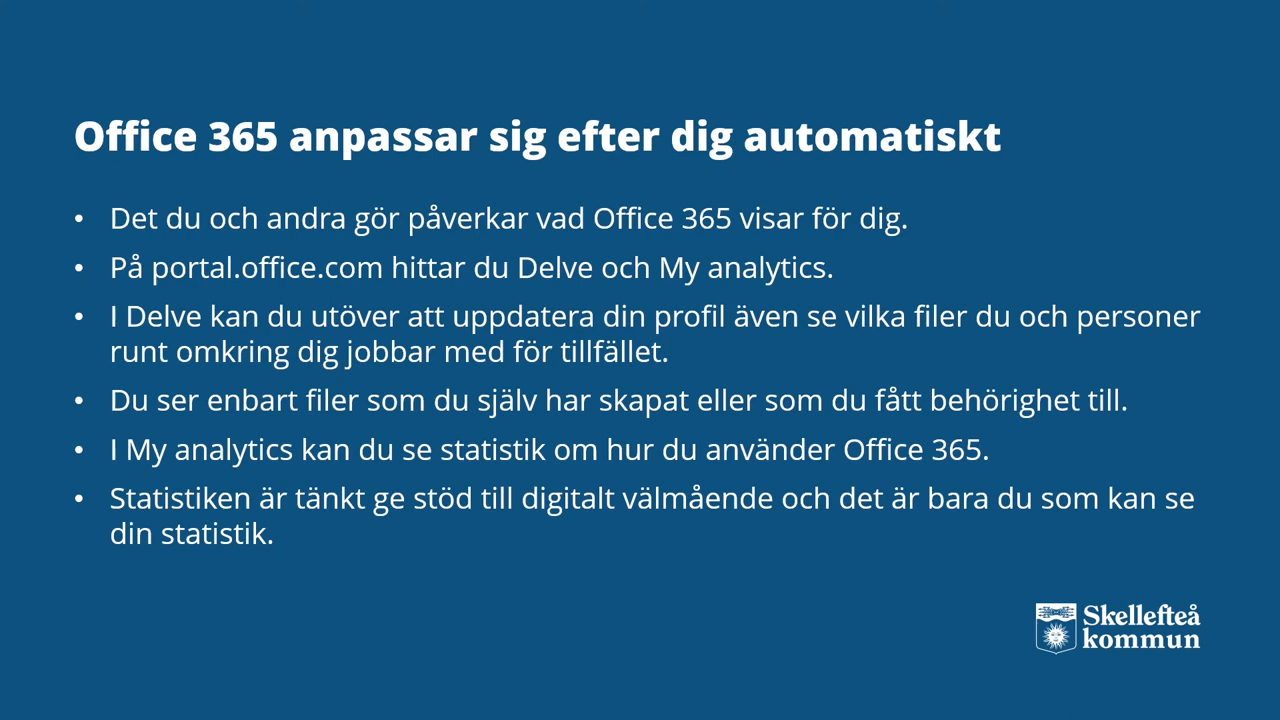 Office 365 anpassar sig efter dig automatiskt
• Det du och andra gör påverkar vad Office 365 visar för dig.
• På portal.office.com hittar du Delve och My analytics.
• I Delve kan du utöver att uppdatera din profil även se vilka filer du och personer
runt omkring dig jobbar med för tillfället.
• Du ser enbart filer som du själv har skapat eller som du fått behörighet till.
• I My analytics kan du se statistik om hur du använder Office 365.
• Statistiken är tänkt ge stöd till digitalt välmående och det är bara du som kan se
din statistik.
Skellefteå
kommun